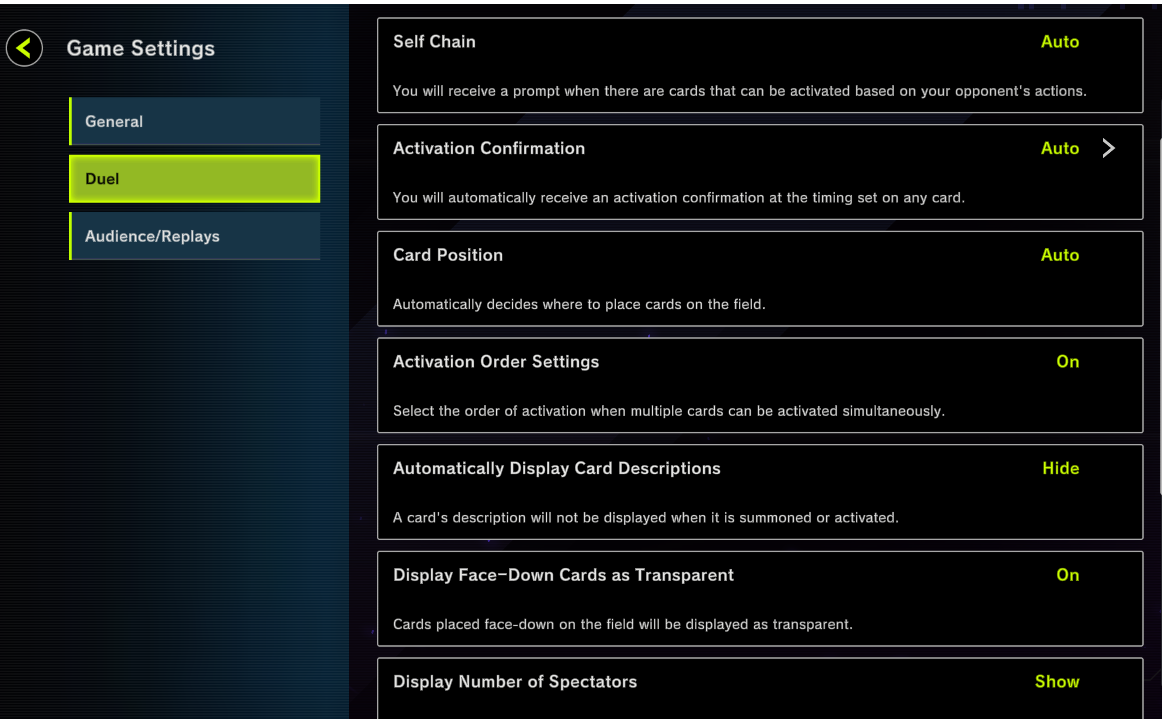 Game Settings
General
Duel
Audience/Replays
Self Chain Auto
You will receive a prompt when there are cards that can be activated based on your opponent's actions.
Activation Confirmation Auto
You will automatically receive an activation confirmation at the timing set on any card.
Card Position Auto
Automatically decides where to place cards on the field.
Activation Order Settings On
Select the order of activation when multiple cards can be activated simultaneously.
Automatically Display Card Descriptions Hide
A card's description will not be displayed when it is summoned or activated.
Display Face-Down Cards as Transparent On
Cards placed face-down on the field will be displayed as transparent.
Display Number of Spectators Show